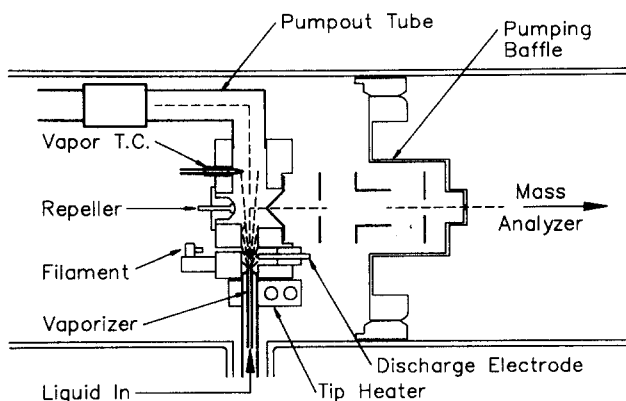 Pumpout Tube
Pumping
Baffle
Vapor T.C.
Repeller
Mass
Analyzer
Filament
Vaporizer
Discharge Electrode
Liquid In
Tip Heater